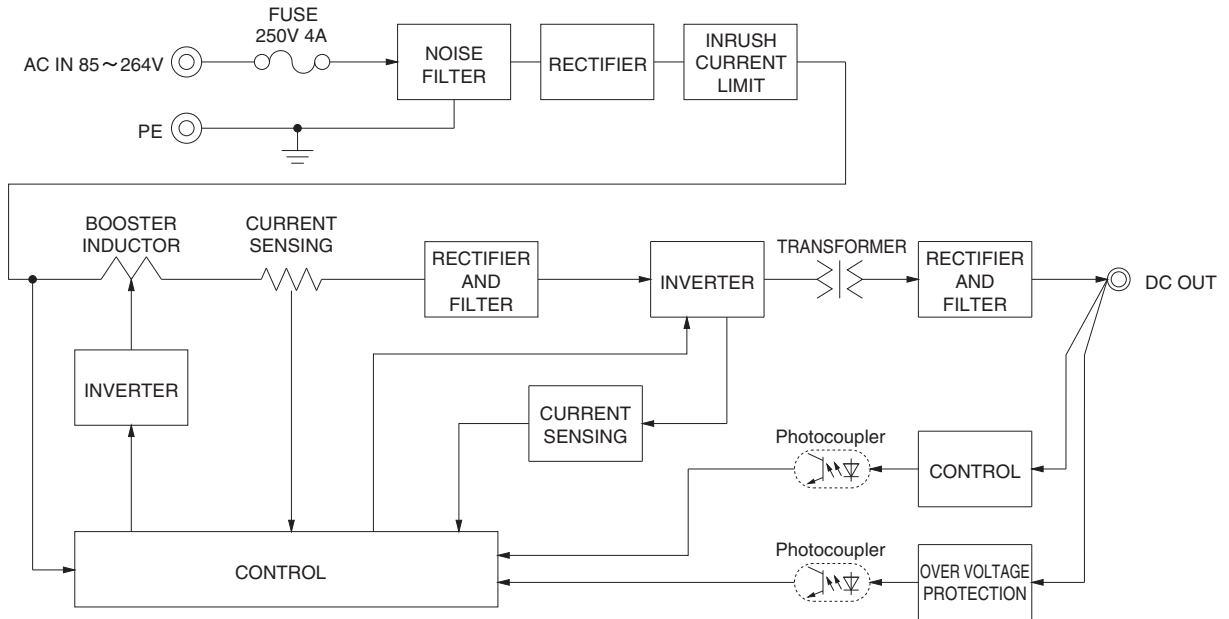 FUSE
250V 4A
AC IN 85～264V
NOISE
FILTER
RECTIFIER
INRUSH
CURRENT
LIMIT
PE
BOOSTER
INDUCTOR
CURRENT
SENSING
RECTIFIER
AND
FILTER
INVERTER
TRANSFORMER
RECTIFIER
AND
FILTER
DC OUT
INVERTER
CURRENT
SENSING
Photocoupler
CONTROL
CONTROL
Photocoupler
OVER VOLTAGE
PROTECTION